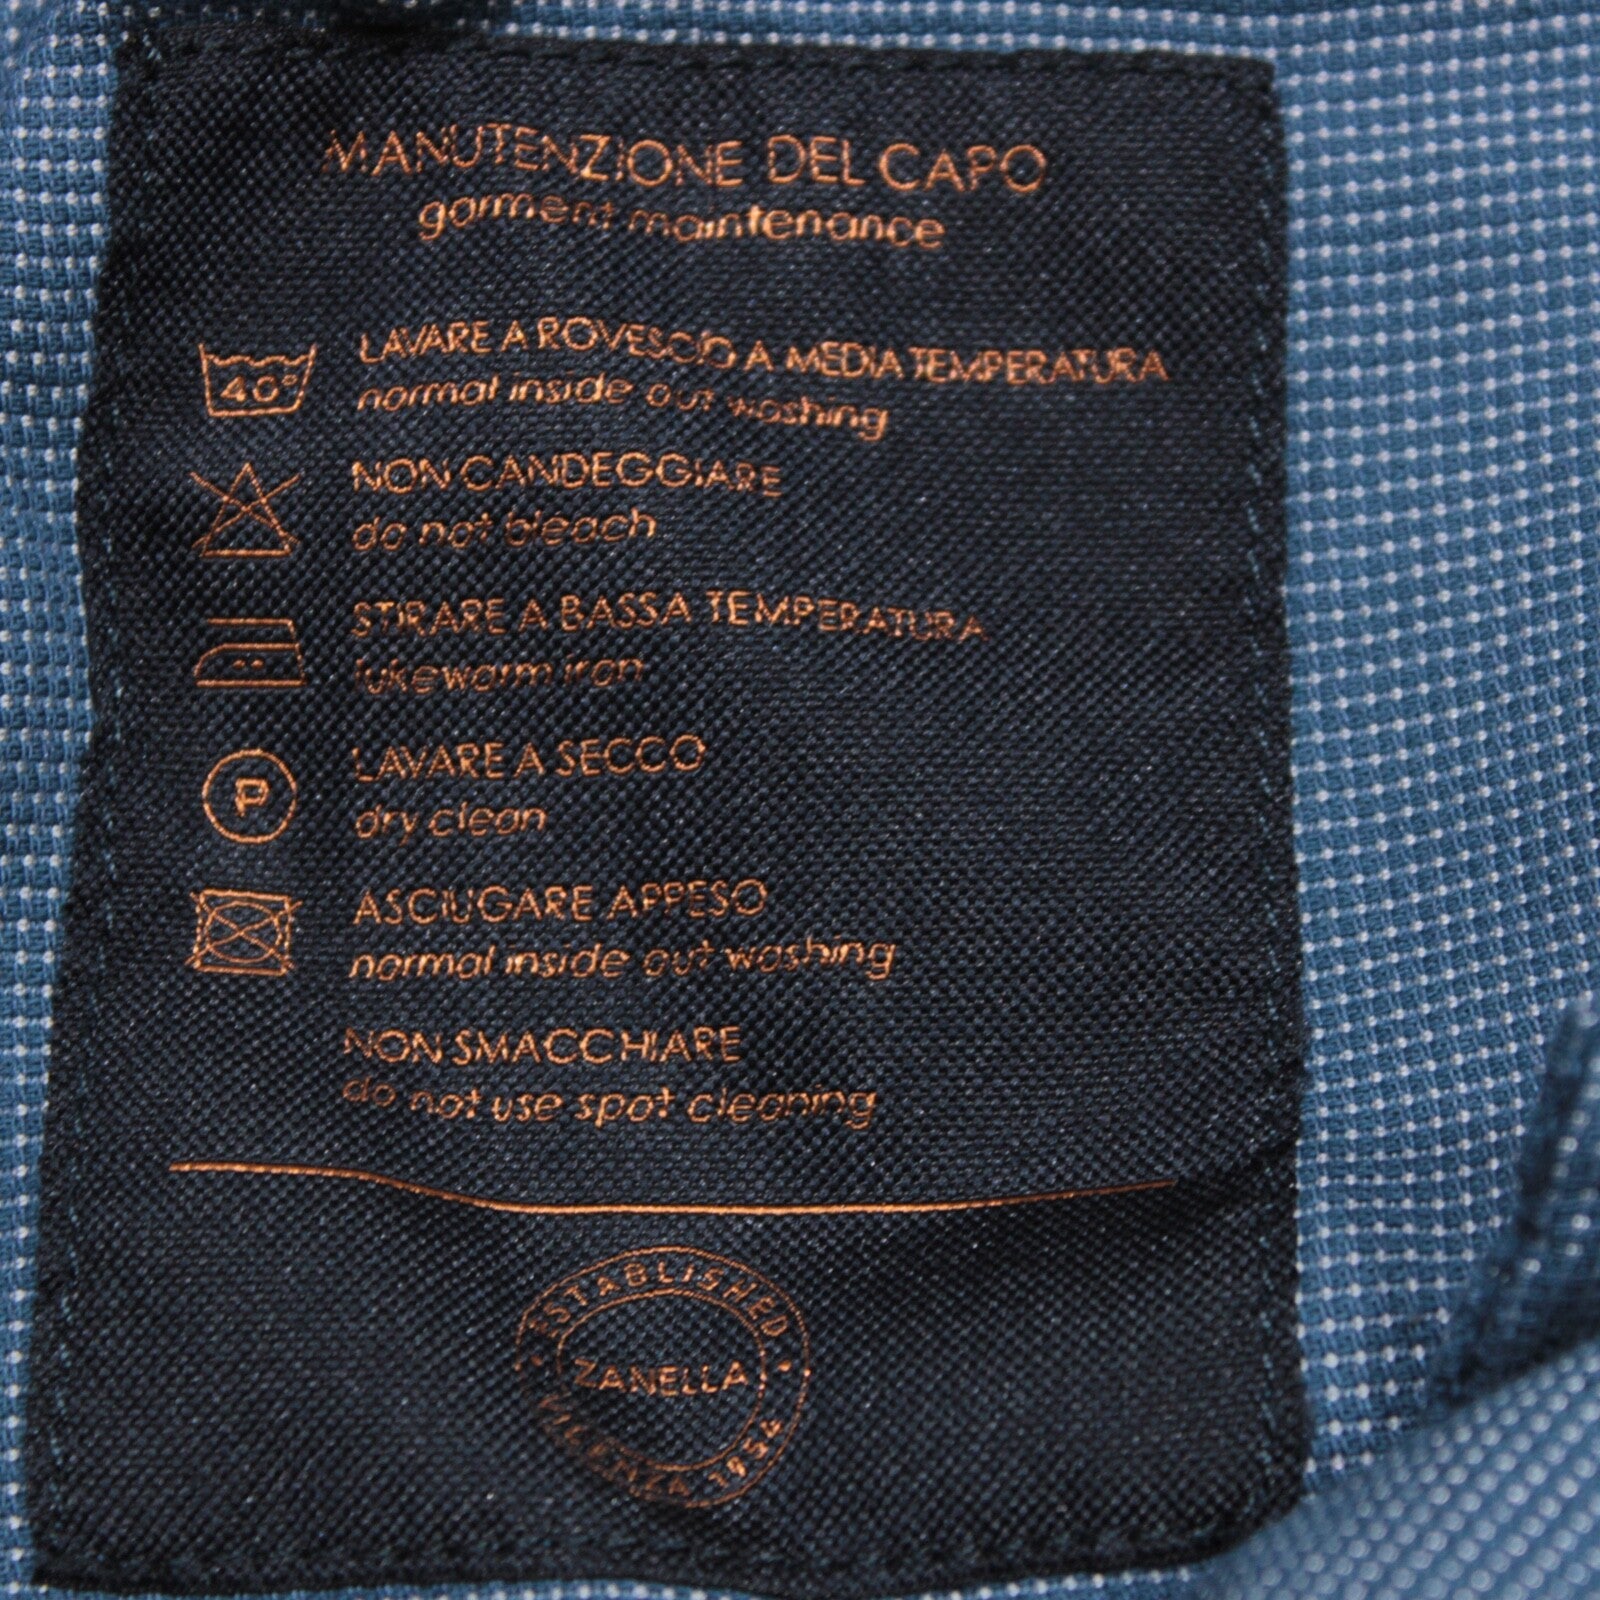 MANUTENZIONE DEL CAPO
garment maintenance
40°
LAVARE A ROVESCIO A MEDIA TEMPERATURA
normal inside out washing
NON CANDEGGIARE
do not bleach
STIRARE A BASSA TEMPERATURA
lukewarm iron
P
LAVARE A SECCO
dry clean
ASCIUGARE APPESO
normal inside out washing
NON SMACCHIARE
do not use spot cleaning
ESTABLISHED
ZANELLA
VICENZA 1954